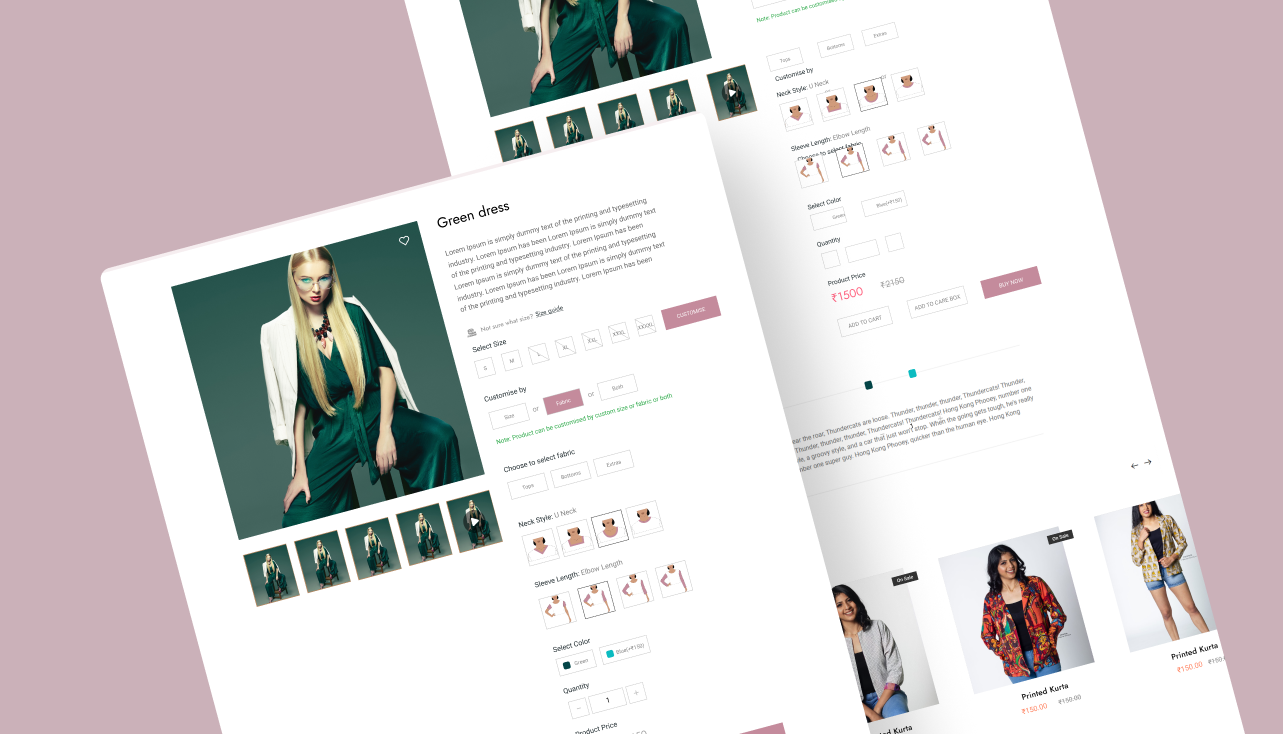 Note: Product can be customised
Tops
Bottoms
Extras
Customise by
Neck Style: U Neck
Sleeve Length: Elbow Length
Choose to select fabric
Select Color
Green
Blue(+₹150)
Quantity
Product Price
₹1500 ₹2150
ADD TO CART
ADD TO CARE BOX
BUY NOW
ear the roar, Thundercats are loose. Thunder, thunder, thunder, Thundercats! Thunder,
Thunder, thunder, thunder, Thundercats! Thundercats! Hong Kong Phooey, number one
a groovy style, and a car that just won't stop. When the going gets tough, he's really
number one super guy. Hong Kong Phooey, quicker than the human eye. Hong Kong
On Sale
On Sale
Printed Kurta
₹150.00 ₹150.00
Printed Kurta
₹150.00
Kurta
Green dress
Lorem Ipsum is simply dummy text of the printing and typesetting
industry. Lorem Ipsum has been Lorem Ipsum is simply dummy text
of the printing and typesetting industry. Lorem Ipsum has been
Lorem Ipsum is simply dummy text of the printing and typesetting
industry. Lorem Ipsum has been Lorem Ipsum is simply dummy text
of the printing and typesetting industry. Lorem Ipsum has been
Not sure what size? Size guide
Select Size
S M L XL XXL XXXL XXXXL
CUSTOMISE
Customise by
Size or Fabric or Both
Note: Product can be customised by custom size or fabric or both
Choose to select fabric
Tops Bottoms Extras
Neck Style: U Neck
Sleeve Length: Elbow Length
Select Color
Green Blue(+₹150)
Quantity
− 1 +
Product Price